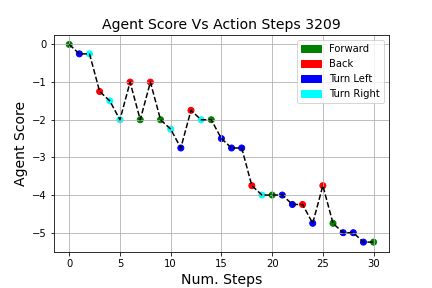 Agent Score Vs Action Steps 3209
Forward
Back
Turn Left
Turn Right
Agent Score
0
−1
−2
−3
−4
−5
0 5 10 15 20 25 30
Num. Steps